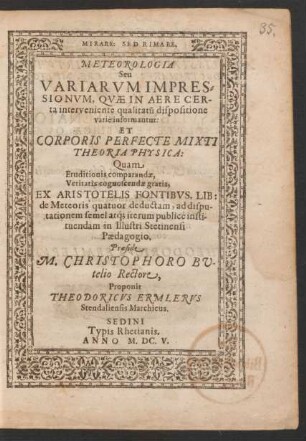 35.
MIRARE: SED RIMARE.
METEOROLOGIA
Seu
VARIARVM IMPRES-
SIONVM, QVÆ IN AERE CER-
ta interveniente qualitatū dispositione
varie informantur:
ET
CORPORIS PERFECTE MIXTI
THEORIA PHYSICA:
Quam
Eruditionis comparandæ,
Veritatis cognoscendæ gratia,
EX ARISTOTELIS FONTIBVS, LIB:
de Meteoris quatuor deductam, ad dispu-
tationem semel atq; iterum publicè insti-
tuendam in Illustri Stetinensi
Pædagogio.
Præside
M. CHRISTOPHORO BV-
telio Rectore,
Proponit
THEODORICVS ERMLERVS
Stendaliensis Marchicus.
SEDINI
Typis Rhetianis.
ANNO M. DC. V.